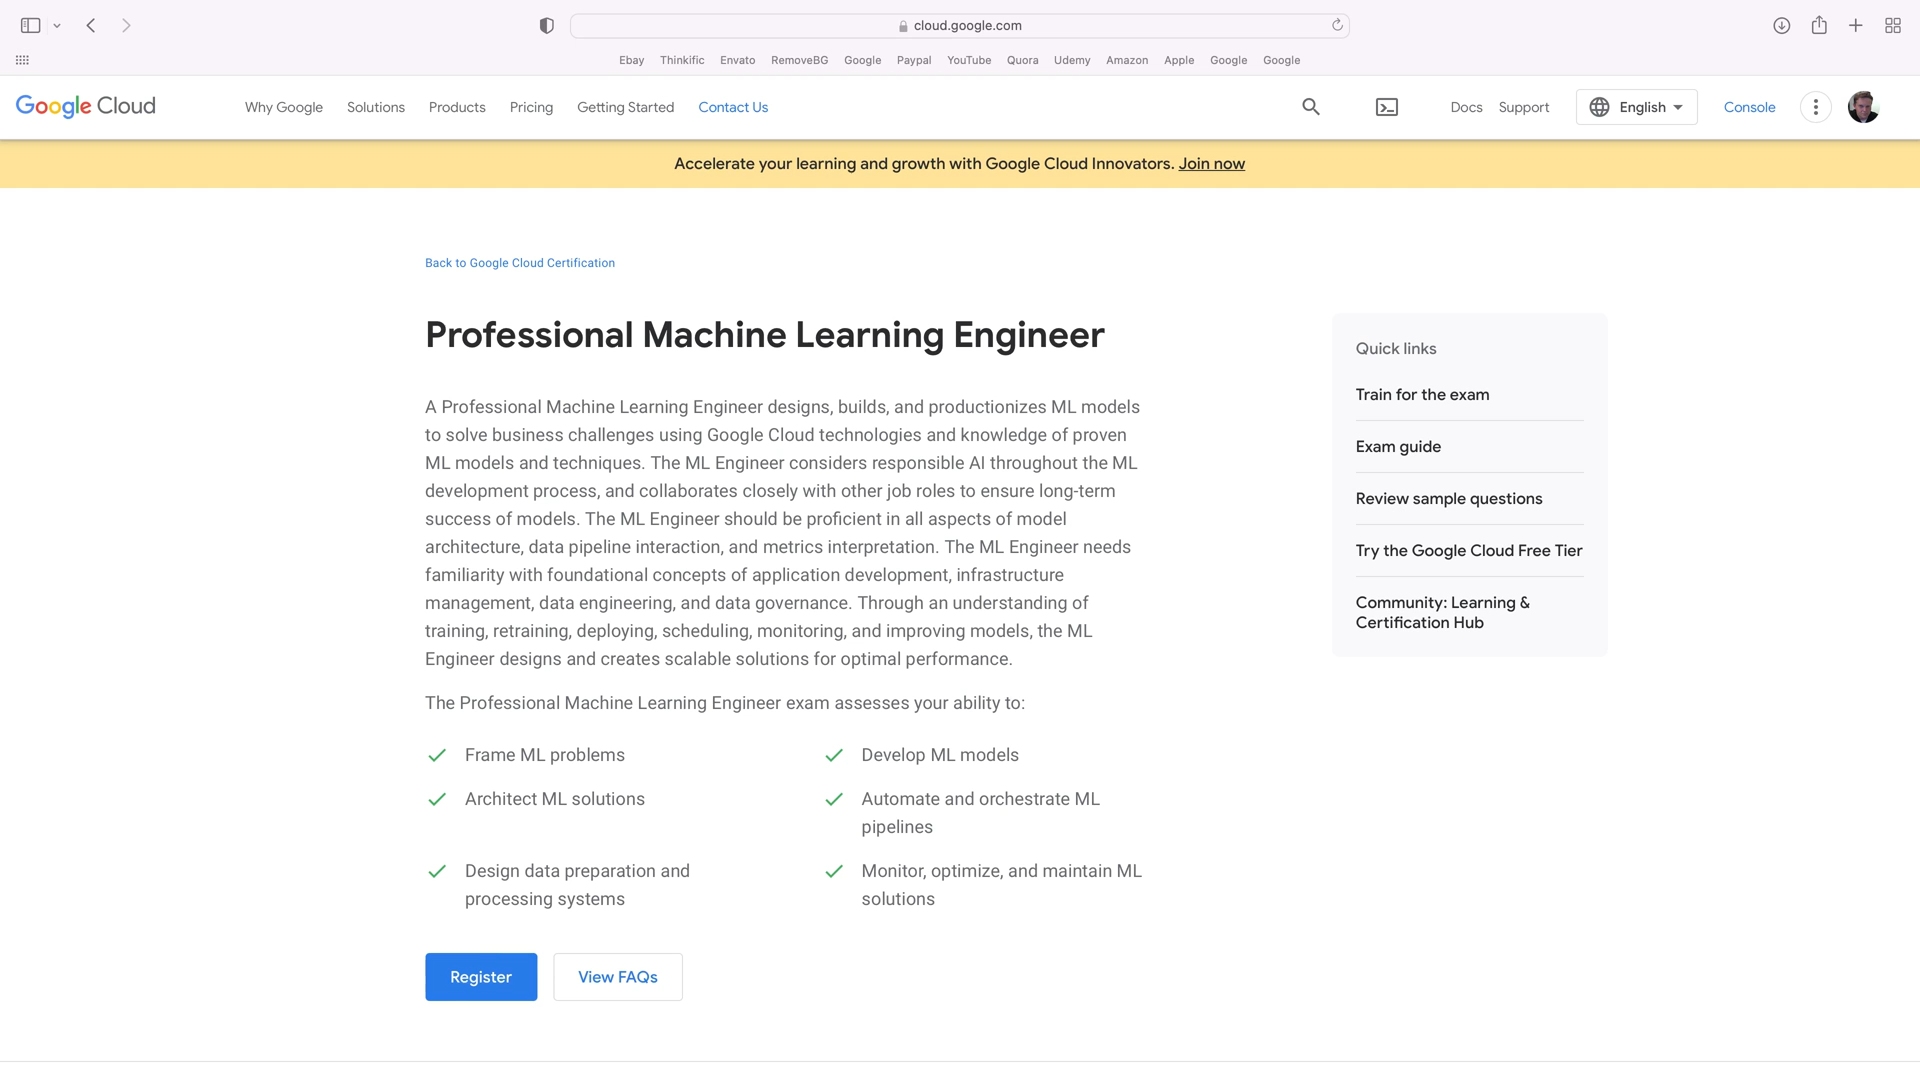 cloud.google.com
Ebay Thinkific Envato RemoveBG Google Paypal YouTube Quora Udemy Amazon Apple Google Google
Google Cloud Why Google Solutions Products Pricing Getting Started Contact Us Docs Support English Console
Accelerate your learning and growth with Google Cloud Innovators. Join now
Back to Google Cloud Certification
Professional Machine Learning Engineer
A Professional Machine Learning Engineer designs, builds, and productionizes ML models
to solve business challenges using Google Cloud technologies and knowledge of proven
ML models and techniques. The ML Engineer considers responsible AI throughout the ML
development process, and collaborates closely with other job roles to ensure long-term
success of models. The ML Engineer should be proficient in all aspects of model
architecture, data pipeline interaction, and metrics interpretation. The ML Engineer needs
familiarity with foundational concepts of application development, infrastructure
management, data engineering, and data governance. Through an understanding of
training, retraining, deploying, scheduling, monitoring, and improving models, the ML
Engineer designs and creates scalable solutions for optimal performance.
The Professional Machine Learning Engineer exam assesses your ability to:
Frame ML problems
Develop ML models
Architect ML solutions
Automate and orchestrate ML
pipelines
Design data preparation and
processing systems
Monitor, optimize, and maintain ML
solutions
Register
View FAQs
Quick links
Train for the exam
Exam guide
Review sample questions
Try the Google Cloud Free Tier
Community: Learning &
Certification Hub